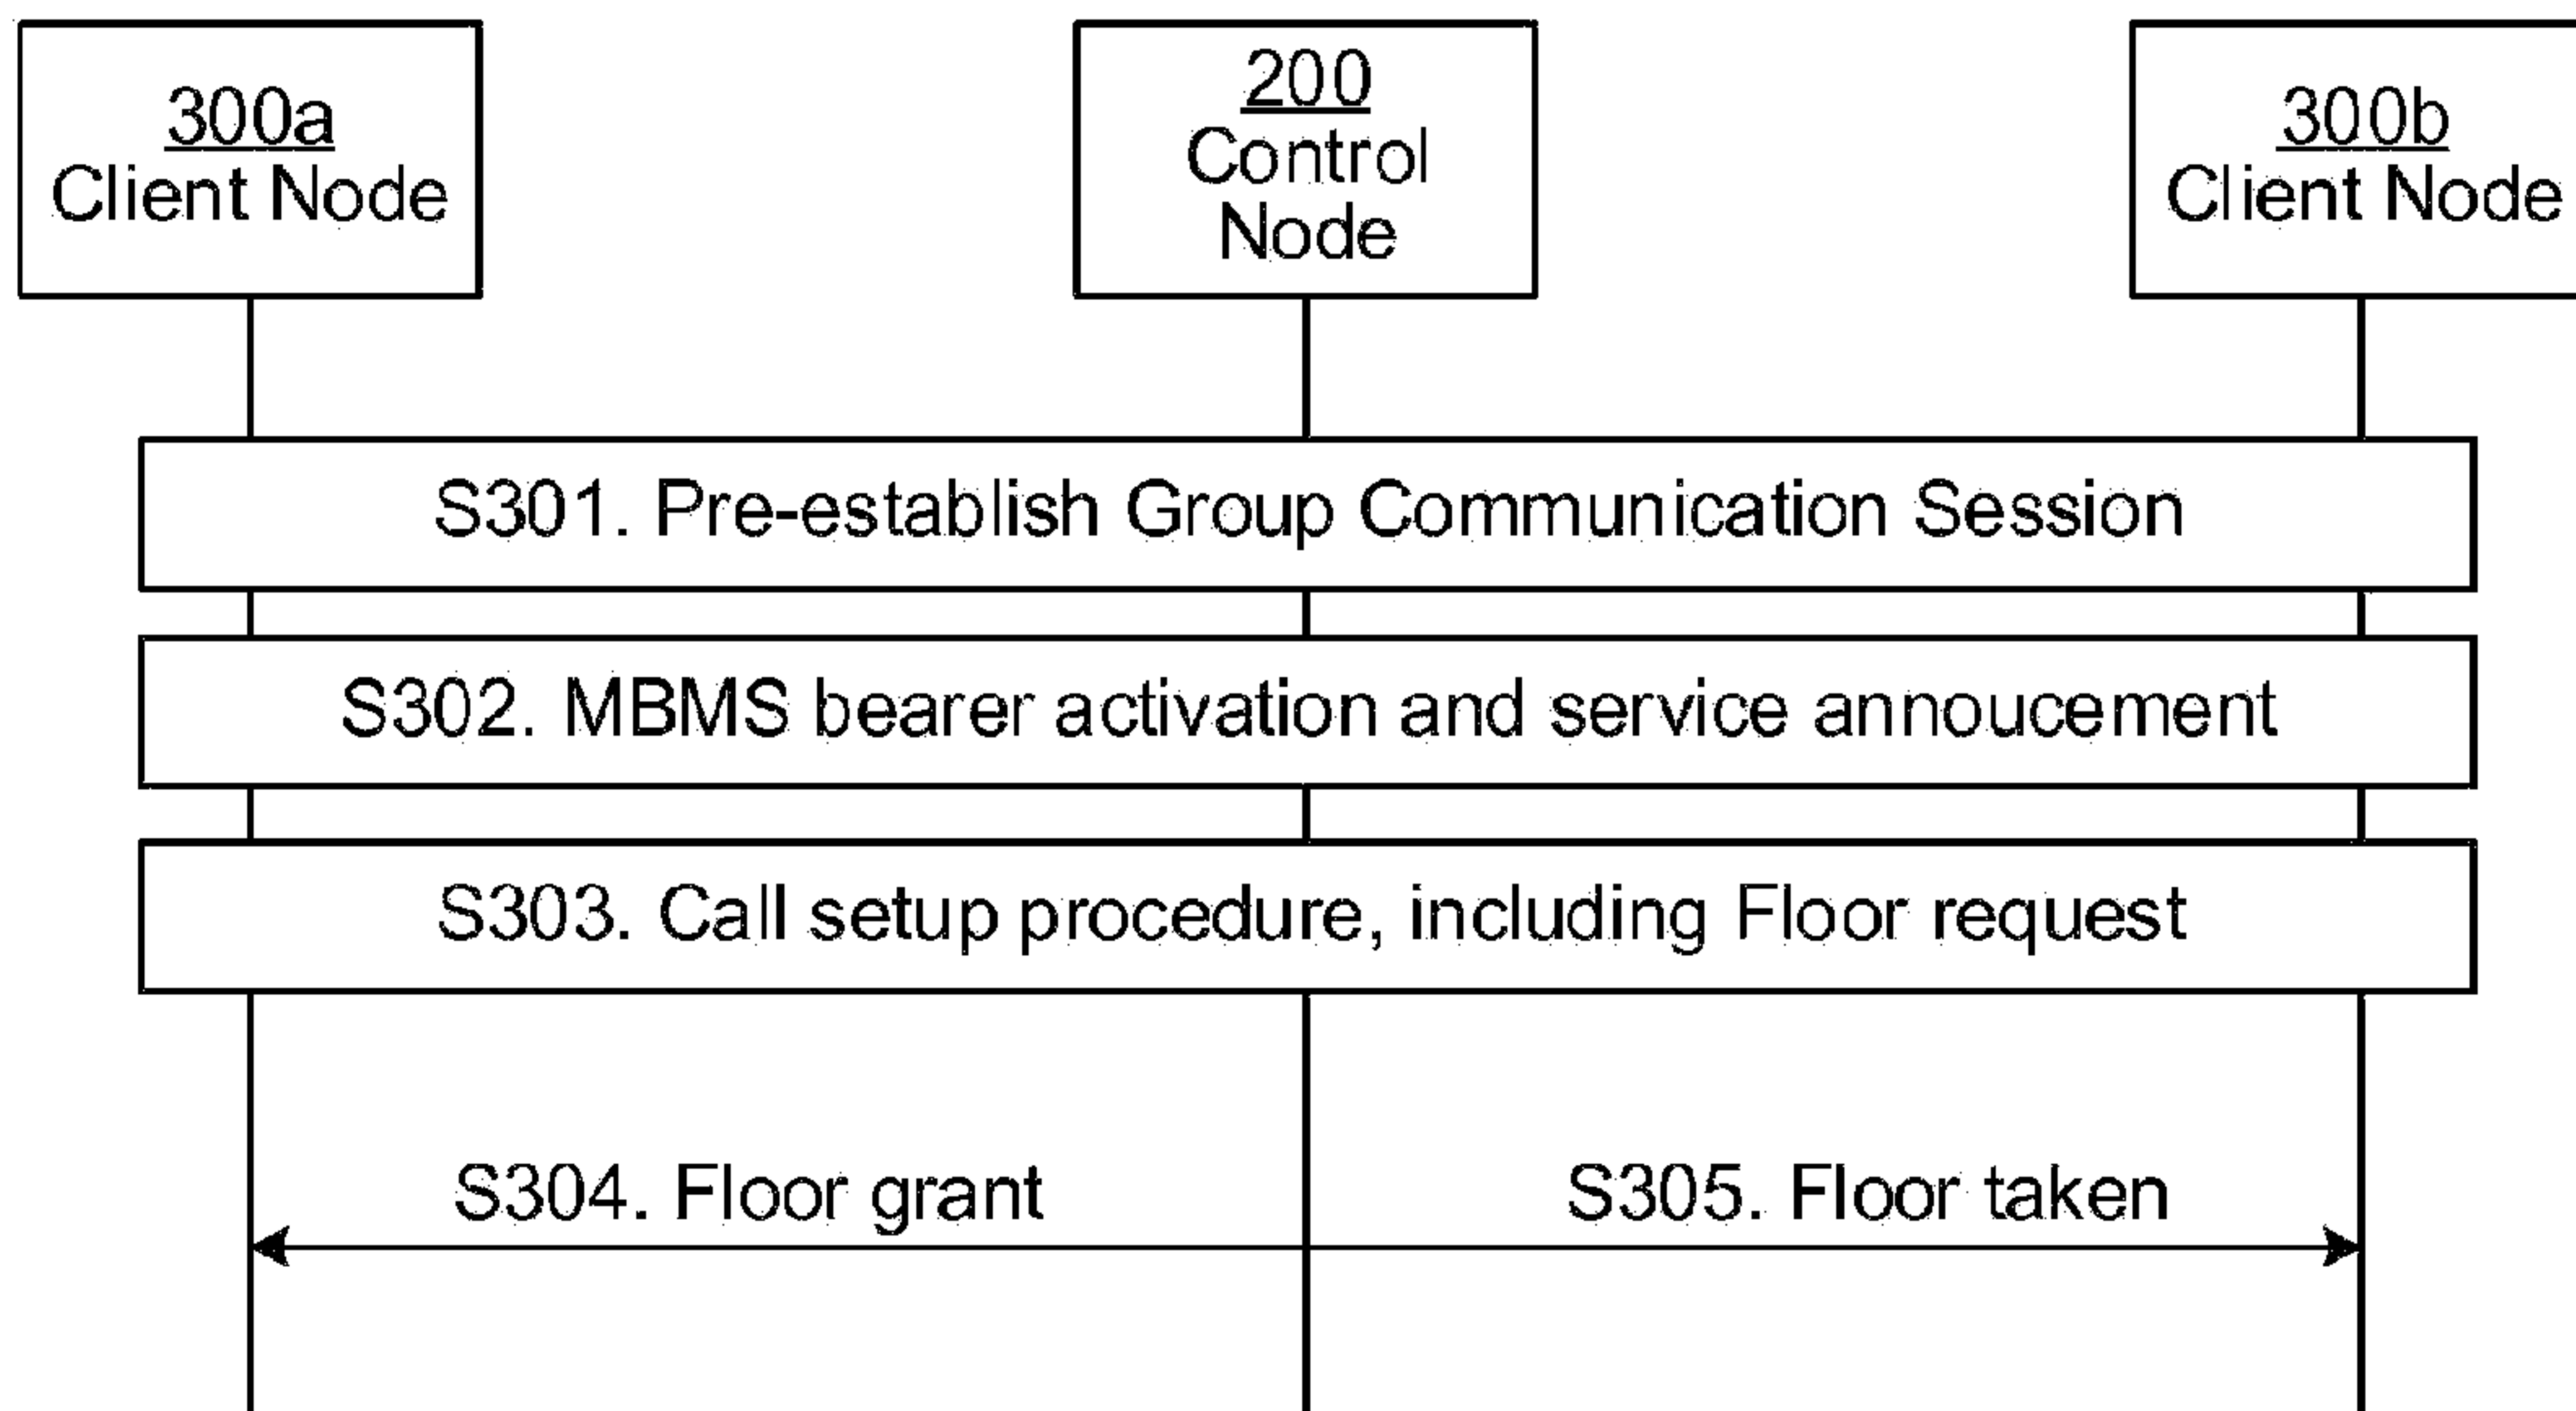 300a
Client Node
200
Control
Node
300b
Client Node
S301. Pre-establish Group Communication Session
S302. MBMS bearer activation and service annoucement
S303. Call setup procedure, including Floor request
S304. Floor grant
S305. Floor taken